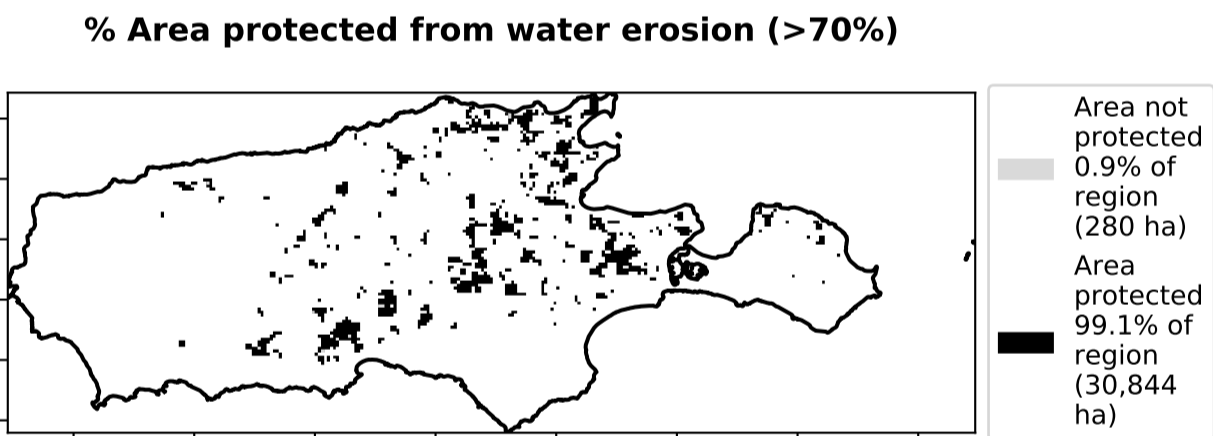 % Area protected from water erosion (>70%)
Area not
protected
0.9% of
region
(280 ha)
Area
protected
99.1% of
region
(30,844
ha)